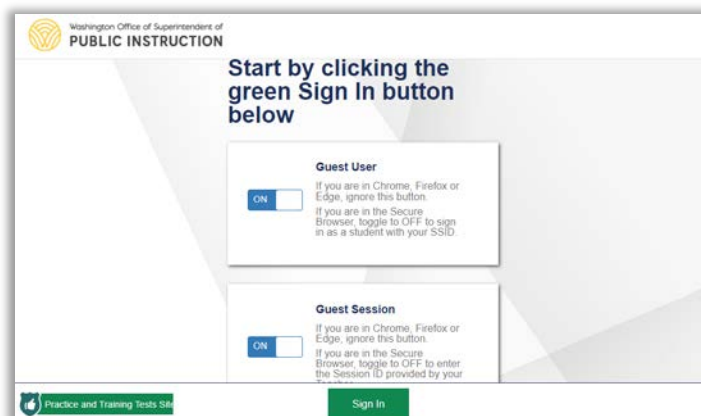 Washington Office of Superintendent of
PUBLIC INSTRUCTION
Start by clicking the
green Sign In button
below
Guest User
ON
If you are in Chrome, Firefox or
Edge, ignore this button.
If you are in the Secure
Browser, toggle to OFF to sign
in as a student with your SSID.
Guest Session
ON
If you are in Chrome, Firefox or
Edge, ignore this button.
If you are in the Secure
Browser, toggle to OFF to enter
the Session ID provided by your
Practice and Training Tests Site
Sign In